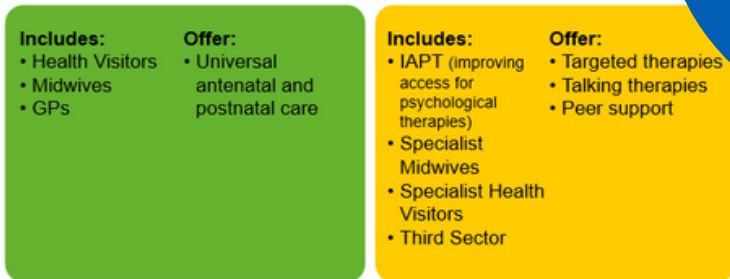 Includes:
• Health Visitors
• Midwives
• GPs
Offer:
• Universal
antenatal and
postnatal care
Includes:
• IAPT (improving
access for
psychological
therapies)
• Specialist
Midwives
• Specialist Health
Visitors
• Third Sector
Offer:
• Targeted therapies
• Talking therapies
• Peer support